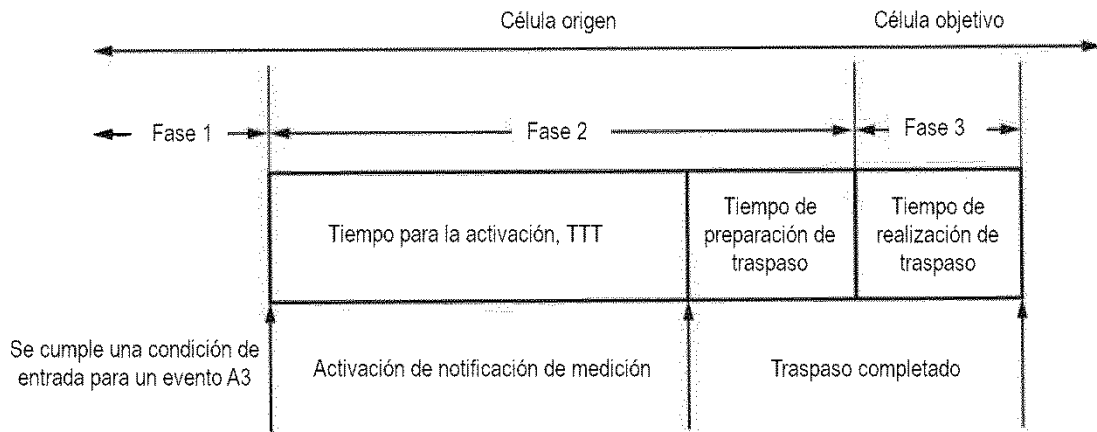 Célula origen
Célula objetivo
Fase 1
Fase 2
Fase 3
Tiempo para la activación, TTT
Tiempo de
preparación de
traspaso
Tiempo de
realización de
traspaso
Se cumple una condición de
entrada para un evento A3
Activación de notificación de medición
Traspaso completado